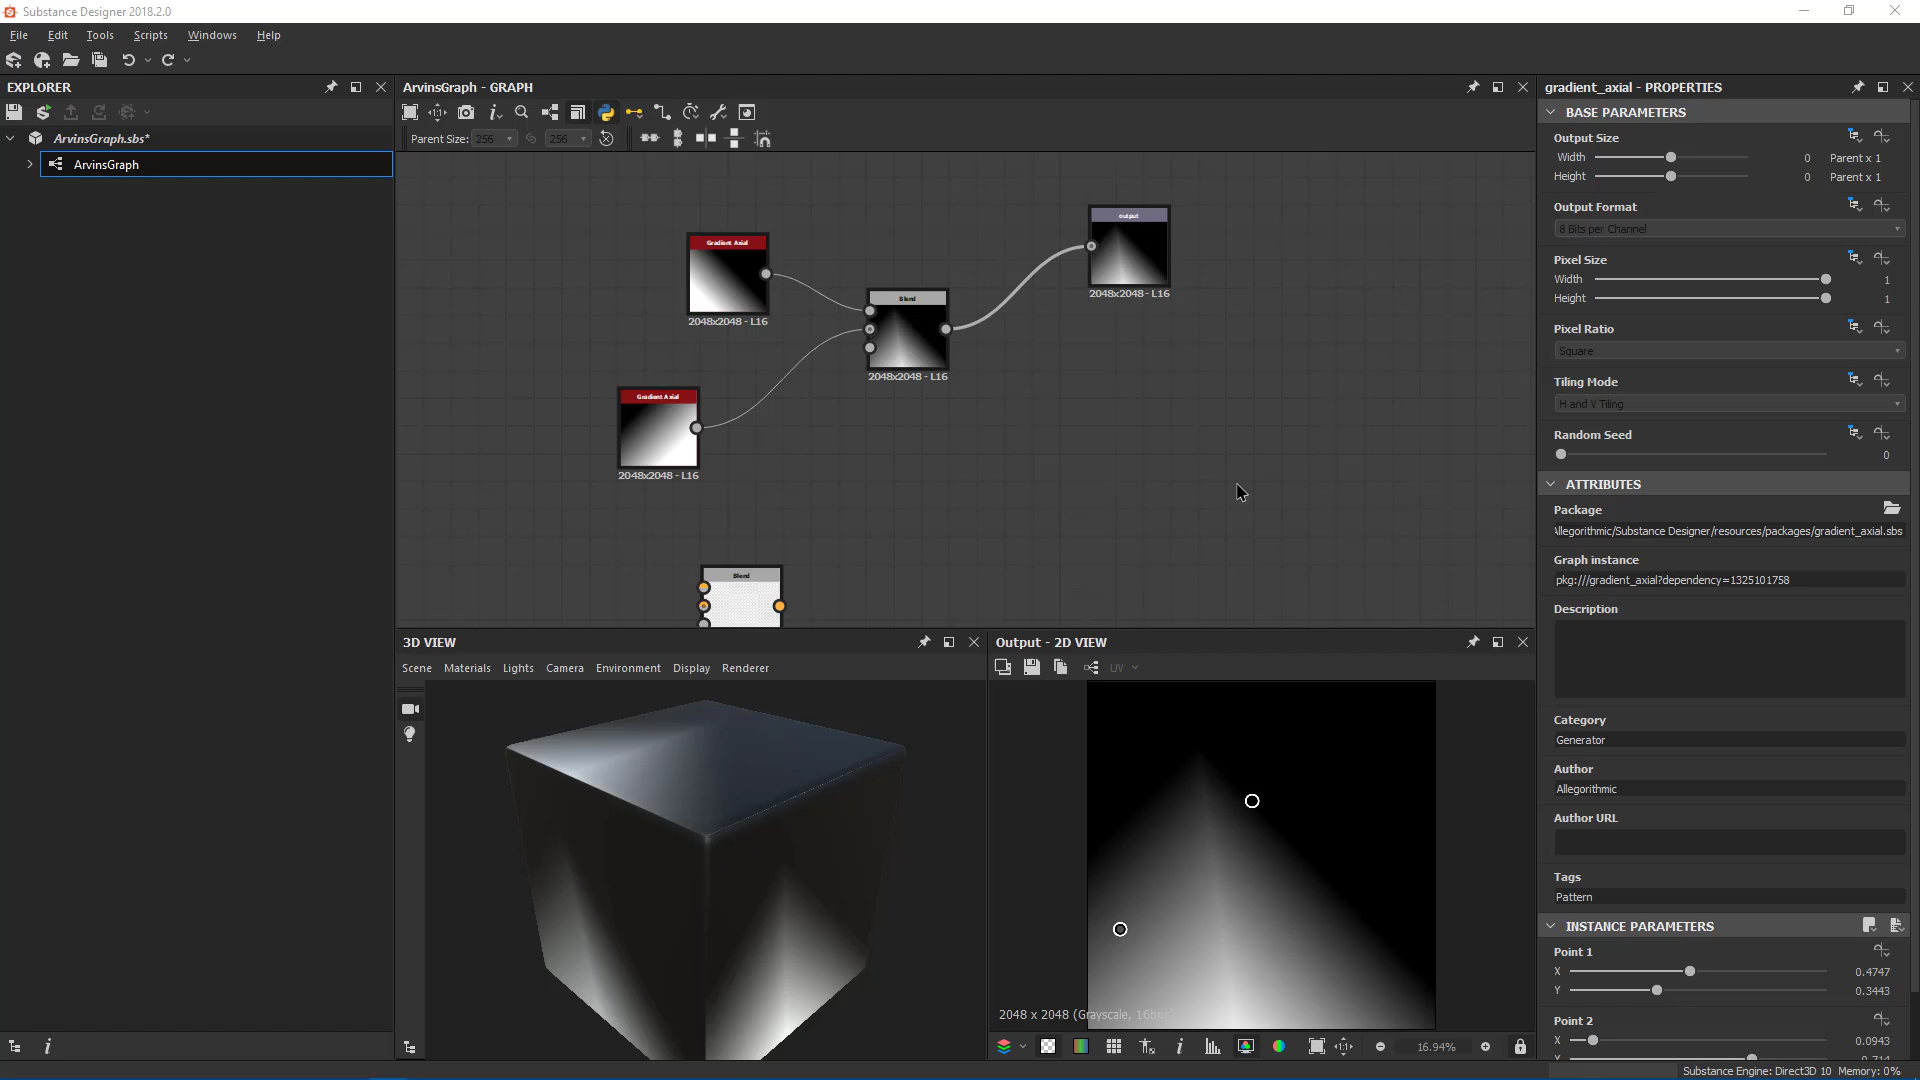 Substance Designer 2018.2.0
File Edit Tools Scripts Windows Help
EXPLORER
ArvinsGraph.sbs*
ArvinsGraph
ArvinsGraph - GRAPH
Parent Size: 256 256
Gradient Axial
2048x2048 - L16
Gradient Axial
2048x2048 - L16
Blend
2048x2048 - L16
output
2048x2048 - L16
Blend
3D VIEW
Scene Materials Lights Camera Environment Display Renderer
Output - 2D VIEW
UV
2048 x 2048 (Grayscale, 16bpc)
16.94%
gradient_axial - PROPERTIES
BASE PARAMETERS
Output Size
Width 0 Parent x 1
Height 0 Parent x 1
Output Format
8 Bits per Channel
Pixel Size
Width 1
Height 1
Pixel Ratio
Square
Tiling Mode
H and V Tiling
Random Seed
0
ATTRIBUTES
Package
Allegorithmic/Substance Designer/resources/packages/gradient_axial.sbs
Graph instance
pkg:///gradient_axial?dependency=1325101758
Description
Category
Generator
Author
Allegorithmic
Author URL
Tags
Pattern
INSTANCE PARAMETERS
Point 1
X 0.4747
Y 0.3443
Point 2
X 0.0943
Substance Engine: Direct3D 10 Memory: 0%